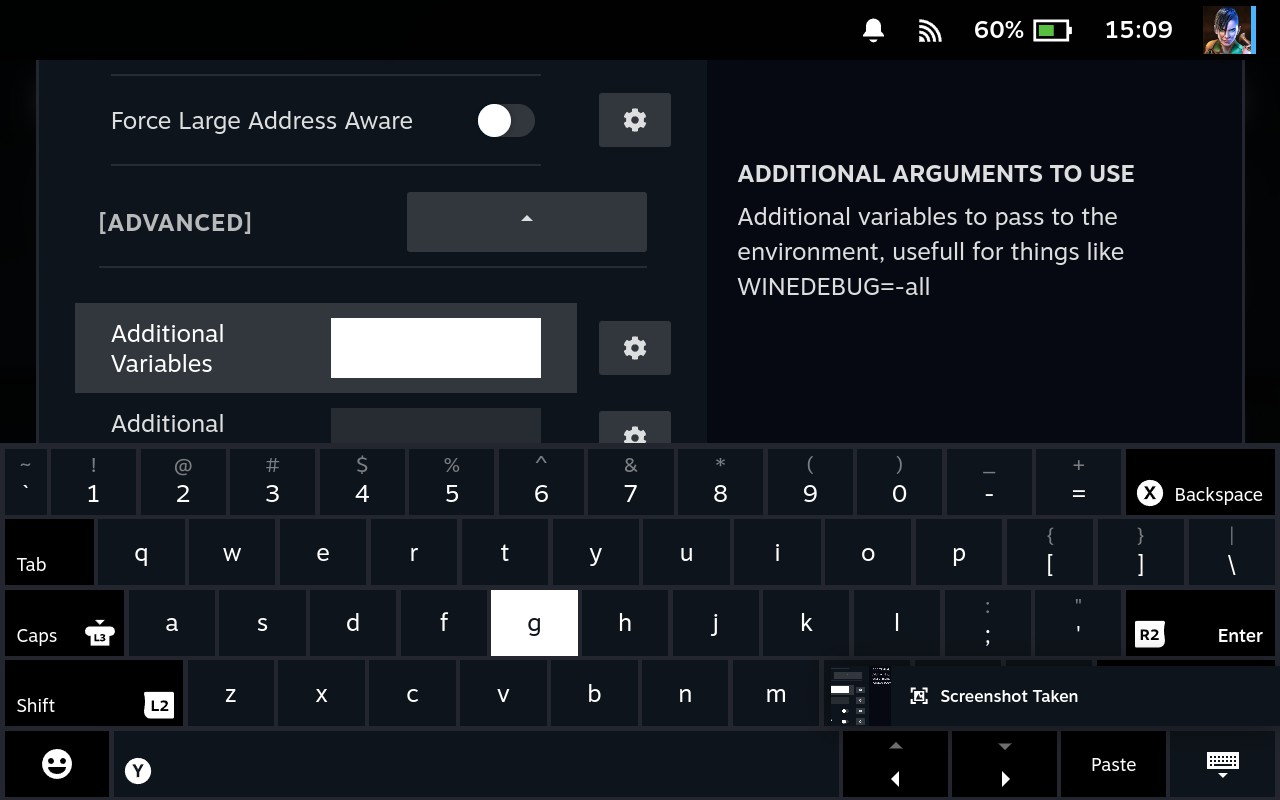 60% 15:09
Force Large Address Aware
[ADVANCED]
Additional
Variables
Additional
ADDITIONAL ARGUMENTS TO USE
Additional variables to pass to the
environment, usefull for things like
WINEDEBUG=-all
~ ! @ # $ % ^ & * ( ) _ +
` 1 2 3 4 5 6 7 8 9 0 - = X Backspace
{ } |
Tab q w e r t y u i o p [ ] \
: "
Caps L3 a s d f g h j k l ; ' R2 Enter
Shift L2 z x c v b n m Screenshot Taken
Y Paste